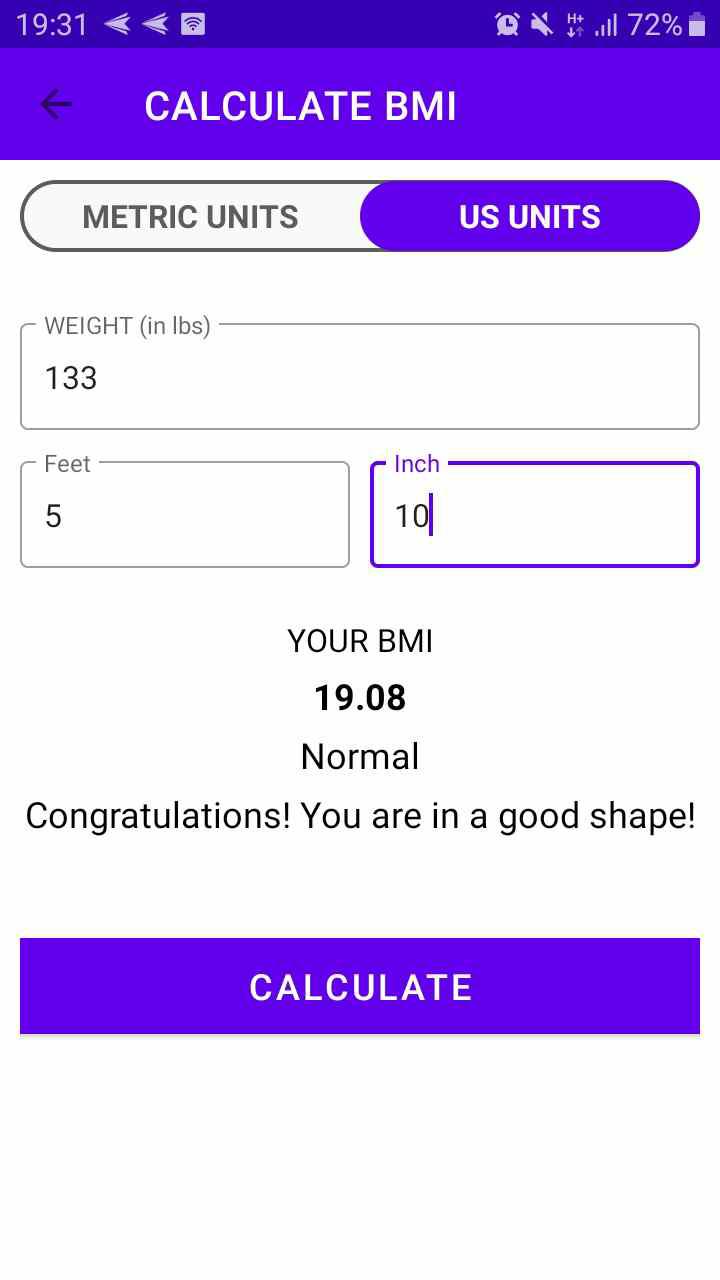 19:31 H+ 72%
CALCULATE BMI
METRIC UNITS US UNITS
WEIGHT (in lbs)
133
Feet Inch
5 10
YOUR BMI
19.08
Normal
Congratulations! You are in a good shape!
CALCULATE